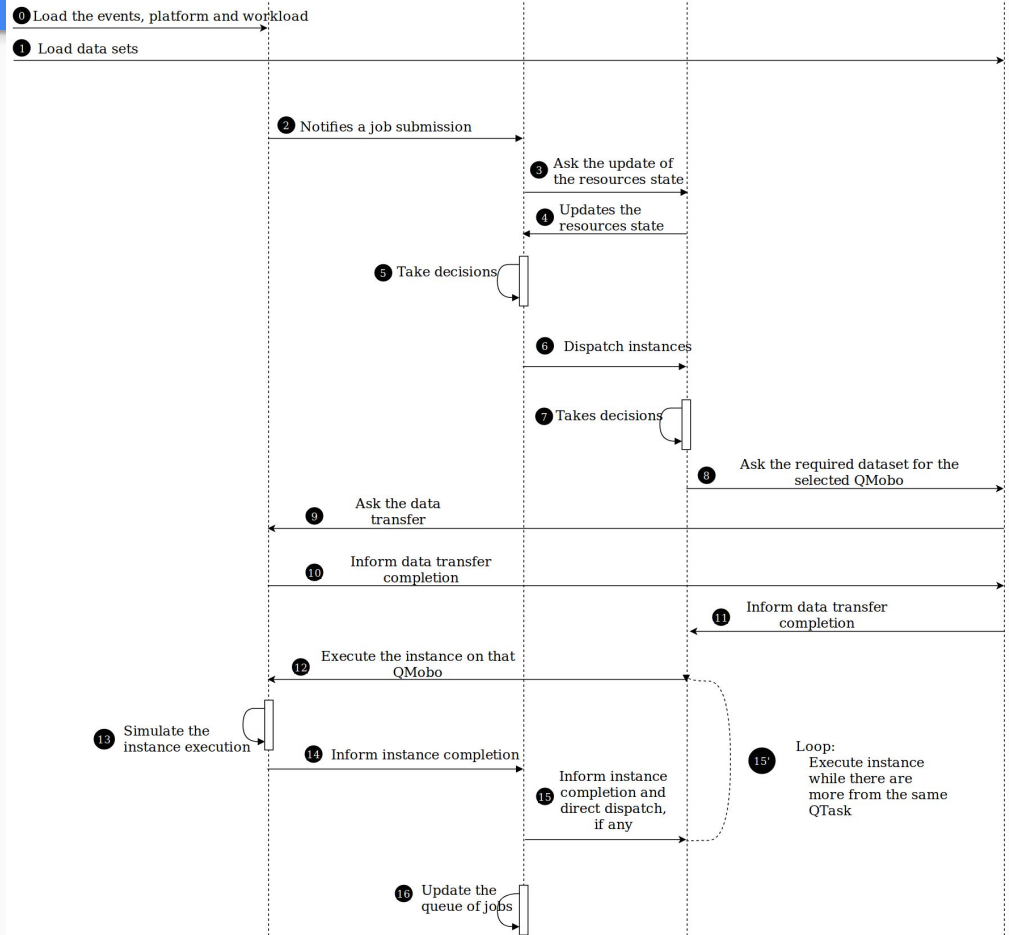 0 Load the events, platform and workload
1 Load data sets
2 Notifies a job submission
3 Ask the update of
the resources state
4 Updates the
resources state
5 Take decisions
6 Dispatch instances
7 Takes decisions
8 Ask the required dataset for the
selected QMobo
9 Ask the data
transfer
10 Inform data transfer
completion
11 Inform data transfer
completion
12 Execute the instance on that
QMobo
13 Simulate the
instance execution
14 Inform instance completion
15 Inform instance
completion and
direct dispatch,
if any
15' Loop:
Execute instance
while there are
more from the same
QTask
16 Update the
queue of jobs